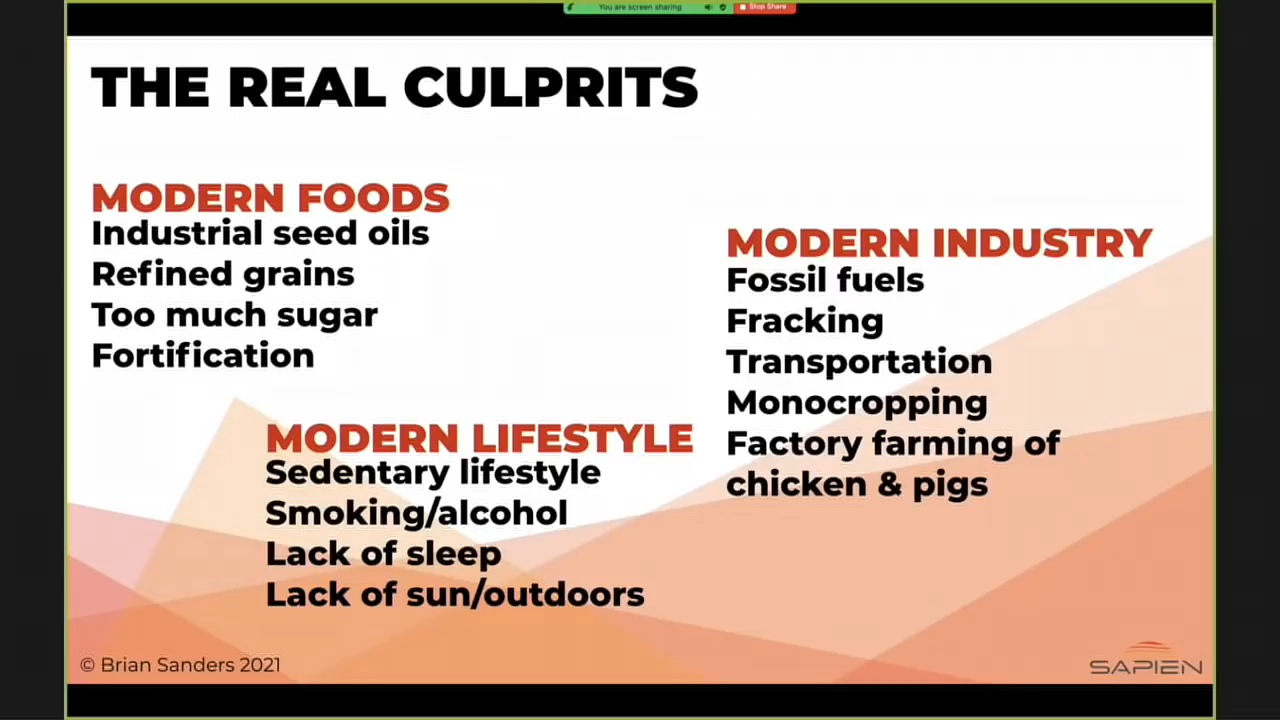 You are screen sharing
Stop Share
THE REAL CULPRITS
MODERN FOODS
Industrial seed oils
Refined grains
Too much sugar
Fortification
MODERN LIFESTYLE
Sedentary lifestyle
Smoking/alcohol
Lack of sleep
Lack of sun/outdoors
MODERN INDUSTRY
Fossil fuels
Fracking
Transportation
Monocropping
Factory farming of
chicken & pigs
© Brian Sanders 2021
SAPIEN